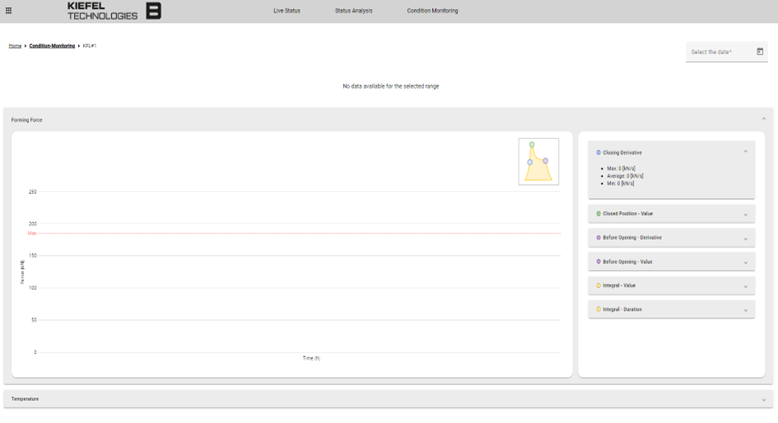 KIEFEL
TECHNOLOGIES
Live Status
Status Analysis
Condition Monitoring
Home
Condition-Monitoring
KFL#1
Select the date*
No data available for the selected range
Forming Force
250
200
Max
150
100
50
0
Force [kN]
Time (h)
Closing Derivative
Max: 0 [kN/s]
Average: 0 [kN/s]
Min: 0 [kN/s]
Closed Position - Value
Before Opening - Derivative
Before Opening - Value
Integral - Value
Integral - Duration
Temperature